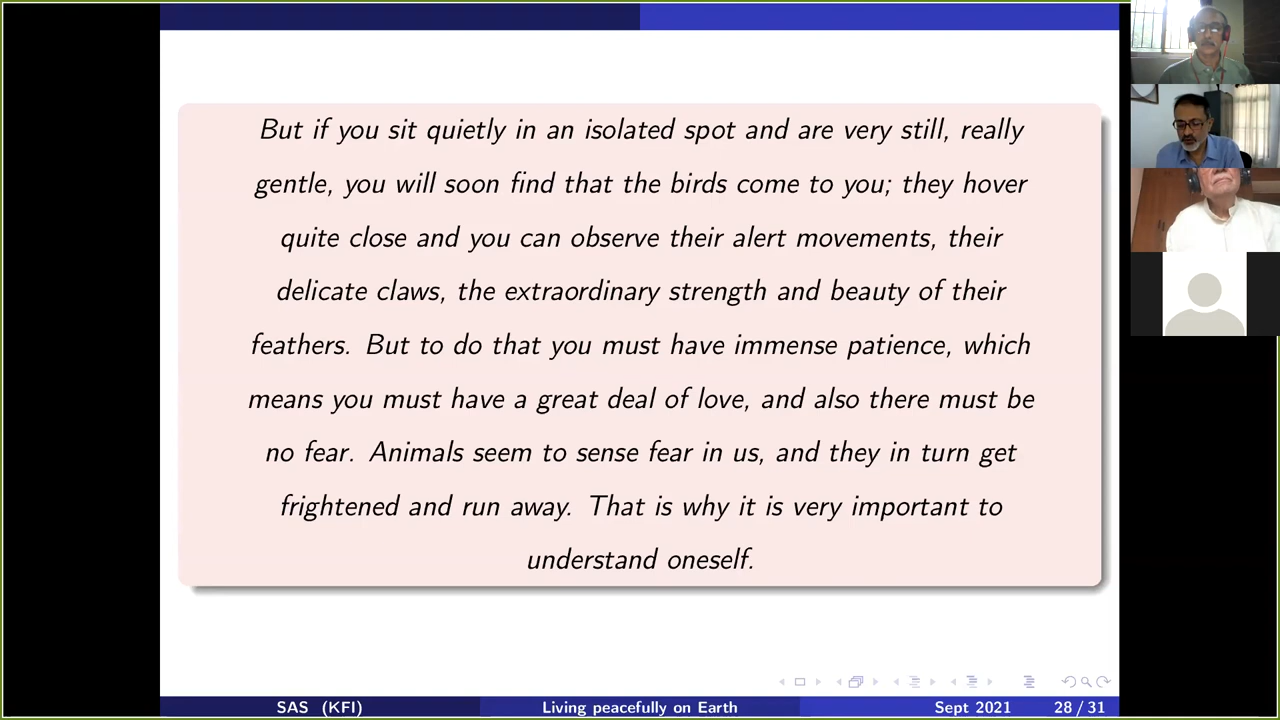 But if you sit quietly in an isolated spot and are very still, really
gentle, you will soon find that the birds come to you; they hover
quite close and you can observe their alert movements, their
delicate claws, the extraordinary strength and beauty of their
feathers. But to do that you must have immense patience, which
means you must have a great deal of love, and also there must be
no fear. Animals seem to sense fear in us, and they in turn get
frightened and run away. That is why it is very important to
understand oneself.
SAS (KFI) Living peacefully on Earth Sept 2021 28 / 31